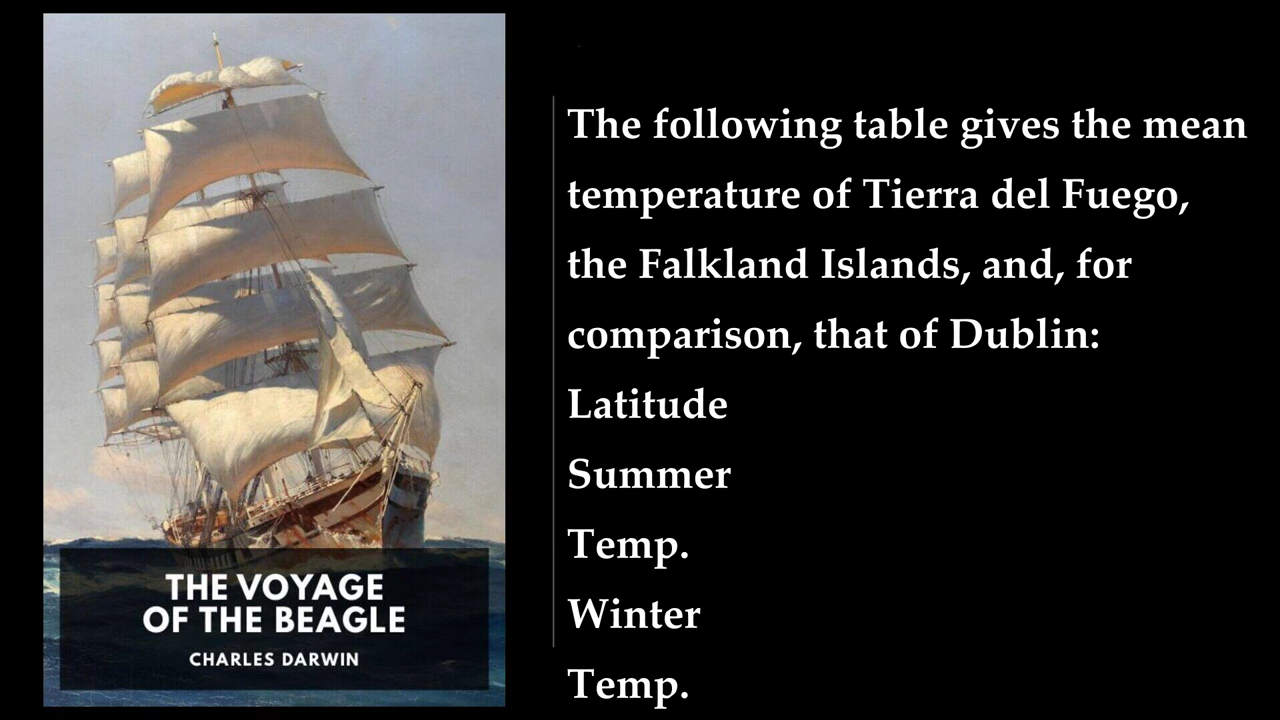 THE VOYAGE
OF THE BEAGLE
CHARLES DARWIN
The following table gives the mean
temperature of Tierra del Fuego,
the Falkland Islands, and, for
comparison, that of Dublin:
Latitude
Summer
Temp.
Winter
Temp.